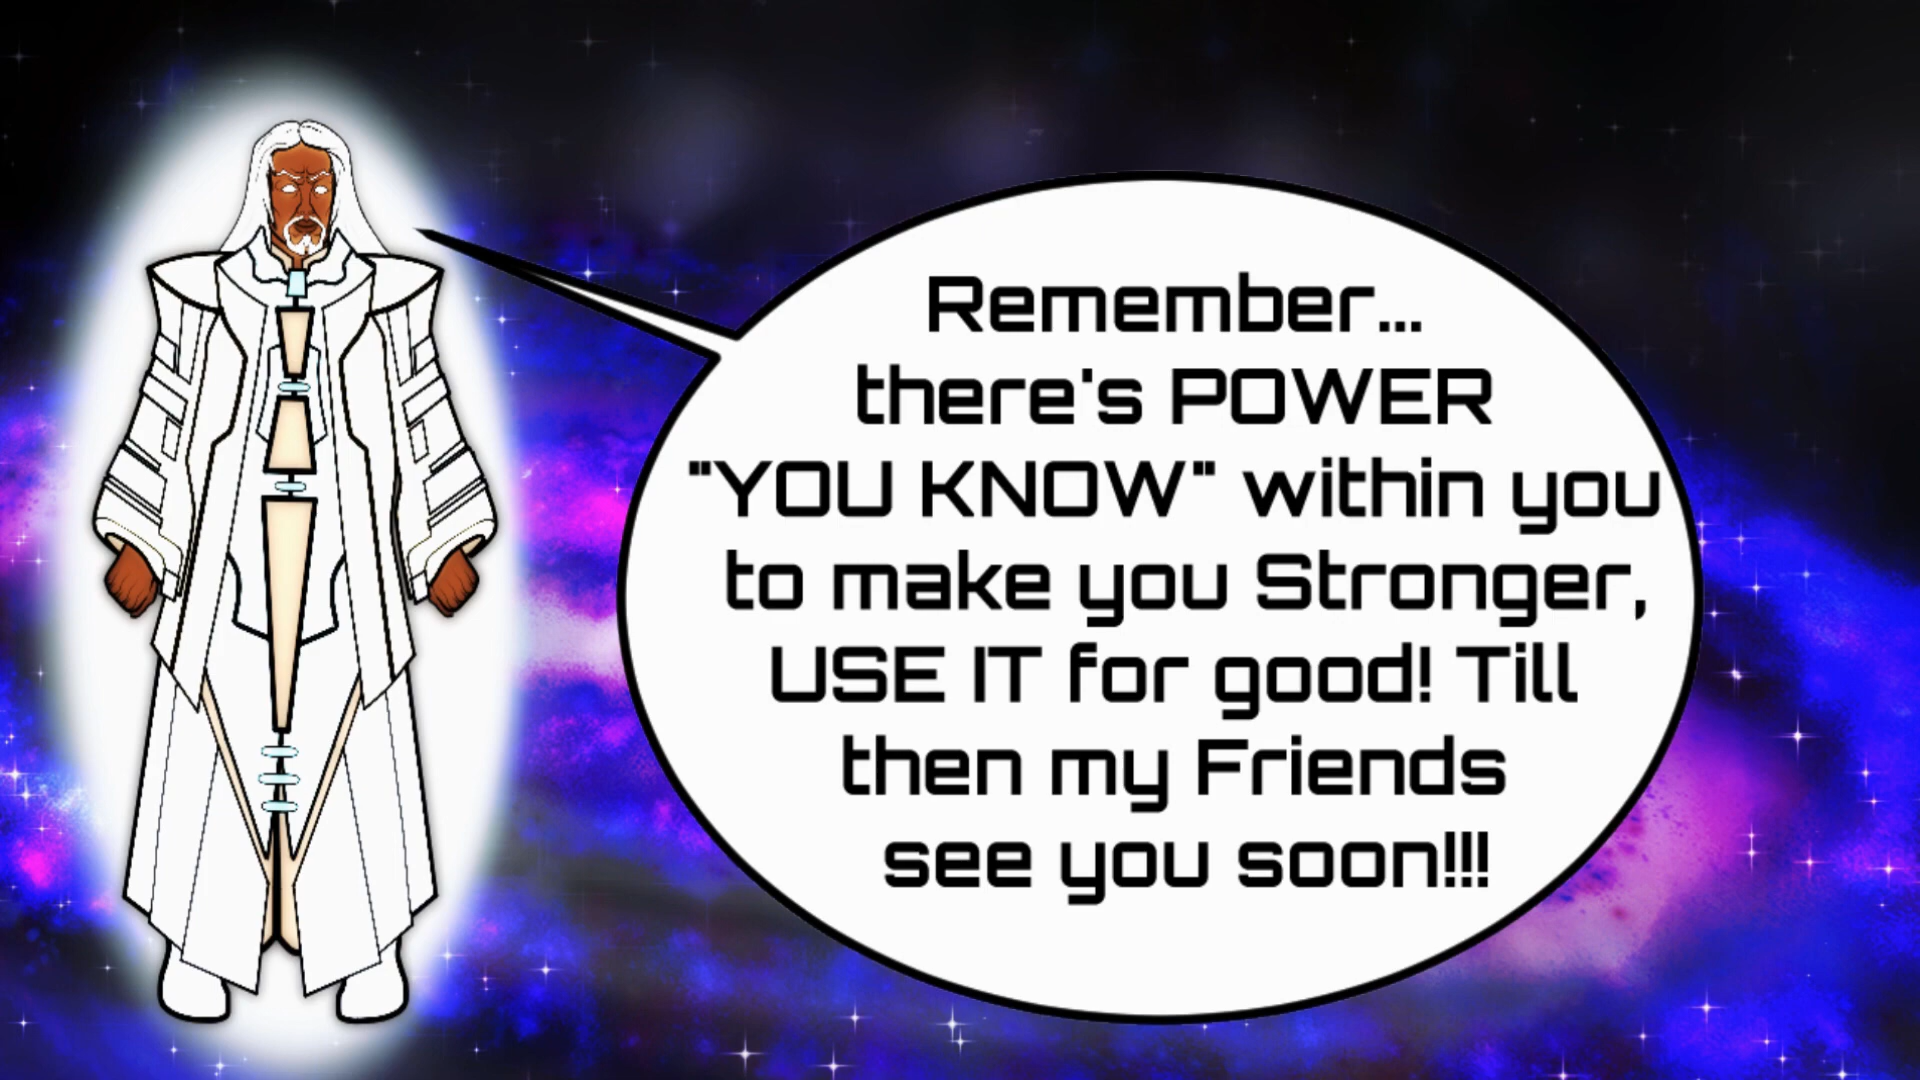 Remember...
there's POWER
"YOU KNOW" within you
to make you Stronger,
USE IT for good! Till
then my Friends
see you soon!!!